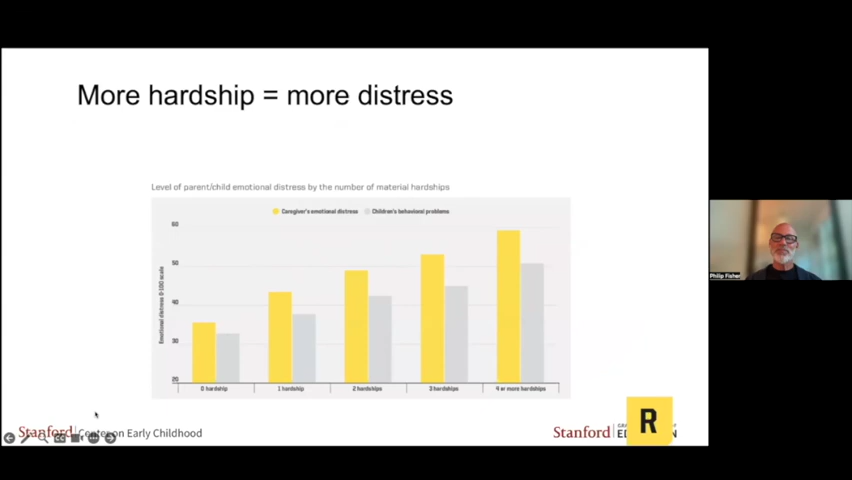 More hardship = more distress
Level of parent/child emotional distress by the number of material hardships
Caregiver's emotional distress Children's behavioral problems
Emotional distress 0-100 scale
60
50
40
30
20
0 hardship 1 hardship 2 hardships 3 hardships 4 or more hardships
Philip Fisher
Stanford Center on Early Childhood
Stanford
R